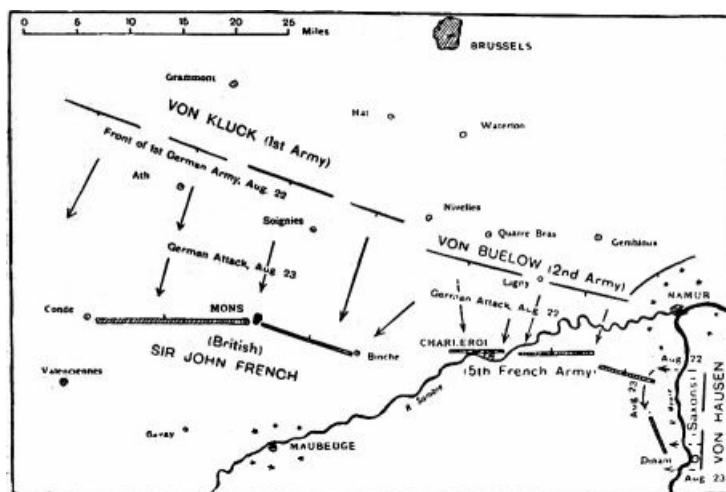 0 5 10 15 20 25
Miles
BRUSSELS
Grammont
Hal
Waterloo
VON KLUCK (1st Army)
Front of 1st German Army, Aug. 22
Ath
Soignies
Nivelles
Quatre Bras
Gembloux
VON BUELOW (2nd Army)
Ligny
German Attack, Aug 23
German Attack, Aug 22
NAMUR
Condé
MONS
(British)
SIR JOHN FRENCH
Binche
CHARLEROI
(5th French Army)
Aug 22
Aug 23
Saxons
VON HAUSEN
Valenciennes
R. Sambre
Bavay
MAUBEUGE
Dinant
Aug 23